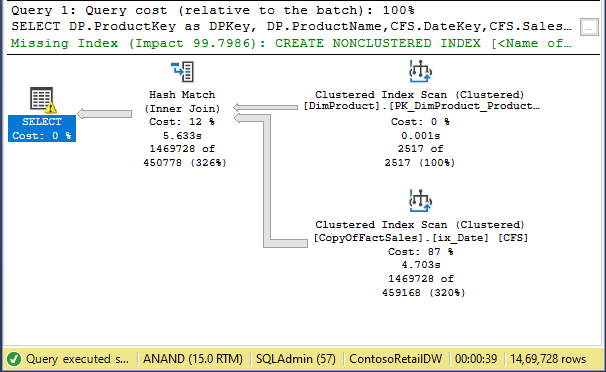 Query 1: Query cost (relative to the batch): 100%
SELECT DP.ProductKey as DPKey, DP.ProductName,CFS.DateKey,CFS.Sales…
Missing Index (Impact 99.7986): CREATE NONCLUSTERED INDEX [<Name of…
SELECT
Cost: 0 %
Hash Match
(Inner Join)
Cost: 12 %
5.633s
1469728 of
450778 (326%)
Clustered Index Scan (Clustered)
[DimProduct].[PK_DimProduct_Product…
Cost: 0 %
0.001s
2517 of
2517 (100%)
Clustered Index Scan (Clustered)
[CopyOfFactSales].[ix_Date] [CFS]
Cost: 87 %
4.703s
1469728 of
459168 (320%)
Query executed s... ANAND (15.0 RTM) SQLAdmin (57) ContosoRetailDW 00:00:39 14,69,728 rows